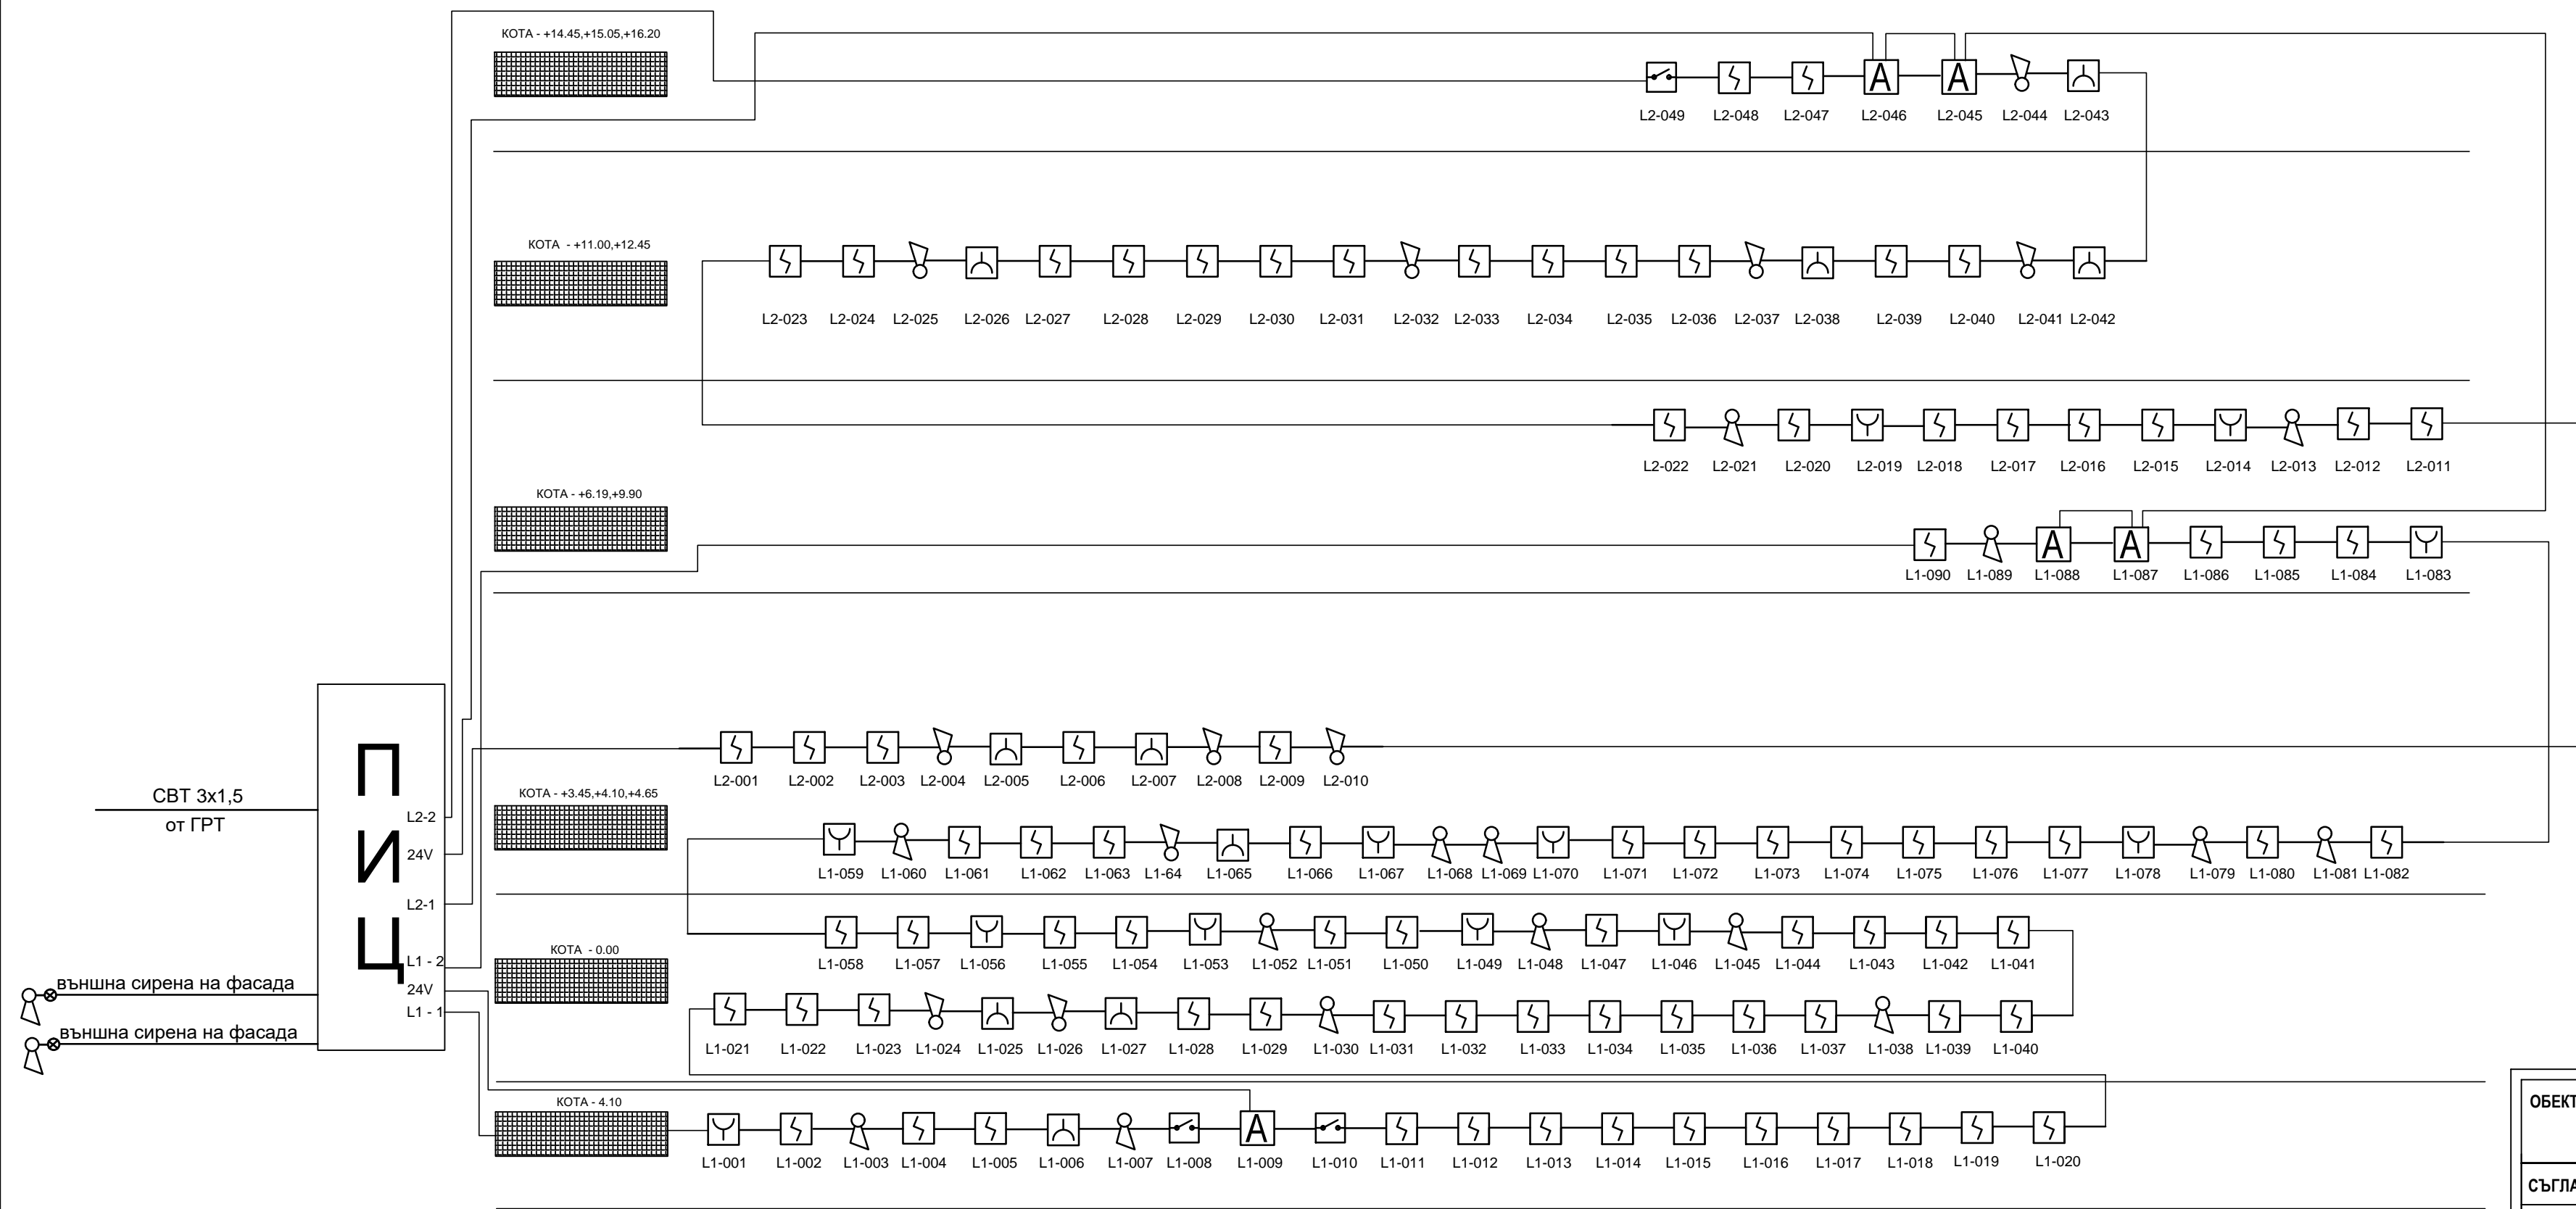 КОТА - +14.45,+15.05,+16.20
L2-049 L2-048 L2-047 A L2-046 A L2-045 L2-044 L2-043
КОТА - +11.00,+12.45
L2-023 L2-024 L2-025 L2-026 L2-027 L2-028 L2-029 L2-030 L2-031 L2-032 L2-033 L2-034 L2-035 L2-036 L2-037 L2-038 L2-039 L2-040 L2-041 L2-042
L2-022 L2-021 L2-020 L2-019 L2-018 L2-017 L2-016 L2-015 L2-014 L2-013 L2-012 L2-011
КОТА - +6.19,+9.90
A A
L1-090 L1-089 L1-088 L1-087 L1-086 L1-085 L1-084 L1-083
L2-001 L2-002 L2-003 L2-004 L2-005 L2-006 L2-007 L2-008 L2-009 L2-010
КОТА - +3.45,+4.10,+4.65
L1-059 L1-060 L1-061 L1-062 L1-063 L1-64 L1-065 L1-066 L1-067 L1-068 L1-069 L1-070 L1-071 L1-072 L1-073 L1-074 L1-075 L1-076 L1-077 L1-078 L1-079 L1-080 L1-081 L1-082
КОТА - 0.00
L1-058 L1-057 L1-056 L1-055 L1-054 L1-053 L1-052 L1-051 L1-050 L1-049 L1-048 L1-047 L1-046 L1-045 L1-044 L1-043 L1-042 L1-041
L1-021 L1-022 L1-023 L1-024 L1-025 L1-026 L1-027 L1-028 L1-029 L1-030 L1-031 L1-032 L1-033 L1-034 L1-035 L1-036 L1-037 L1-038 L1-039 L1-040
КОТА - 4.10
A
L1-001 L1-002 L1-003 L1-004 L1-005 L1-006 L1-007 L1-008 L1-009 L1-010 L1-011 L1-012 L1-013 L1-014 L1-015 L1-016 L1-017 L1-018 L1-019 L1-020
СВТ 3х1,5
от ГРТ
ПИЦ
L2-2
24V
L2-1
L1 - 2
24V
L1 - 1
външна сирена на фасада
външна сирена на фасада
ОБЕКТ
СЪГЛА